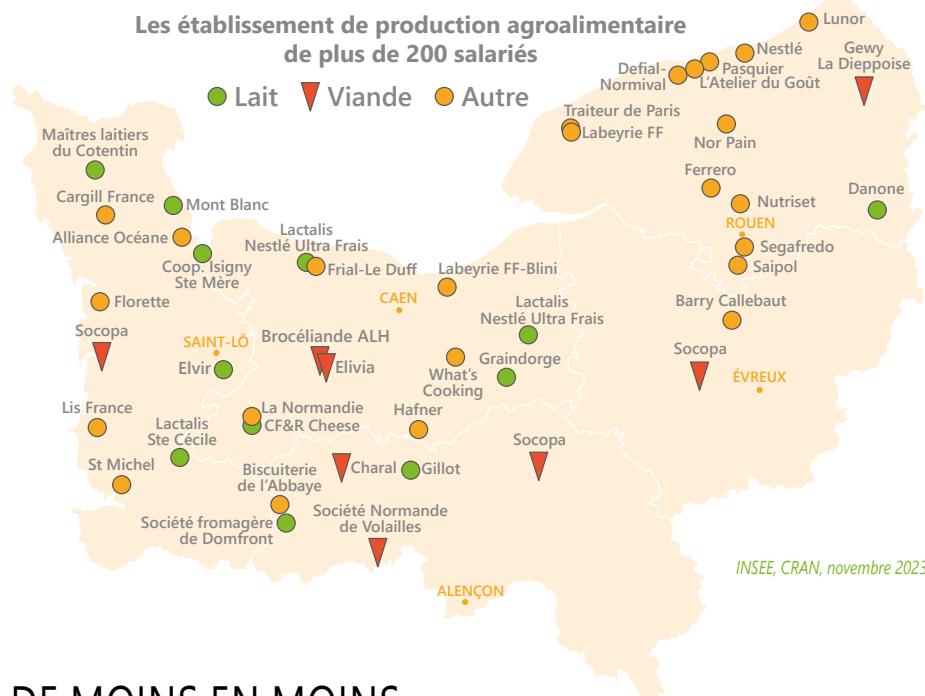 Les établissement de production agroalimentaire
de plus de 200 salariés
Lait Viande Autre
Lunor
Nestlé
Gewy
La Dieppoise
Pasquier
Defial-
Normival
L'Atelier du Goût
Traiteur de Paris
Labeyrie FF
Nor Pain
Maîtres laitiers
du Cotentin
Ferrero
Cargill France
Mont Blanc
Nutriset
Danone
ROUEN
Alliance Océane
Lactalis
Nestlé Ultra Frais
Segafredo
Coop. Isigny
Ste Mère
Frial-Le Duff
Labeyrie FF-Blini
Saipol
Florette
CAEN
Lactalis
Nestlé Ultra Frais
Barry Callebaut
Socopa
SAINT-LÔ
Brocéliande ALH
Elvir
Elivia
What's
Cooking
Graindorge
Socopa
ÉVREUX
Lis France
La Normandie
CF&R Cheese
Hafner
Lactalis
Ste Cécile
Socopa
St Michel
Biscuiterie
de l'Abbaye
Charal
Gillot
Société fromagère
de Domfront
Société Normande
de Volailles
INSEE, CRAN, novembre 2023
ALENÇON
DE MOINS EN MOINS